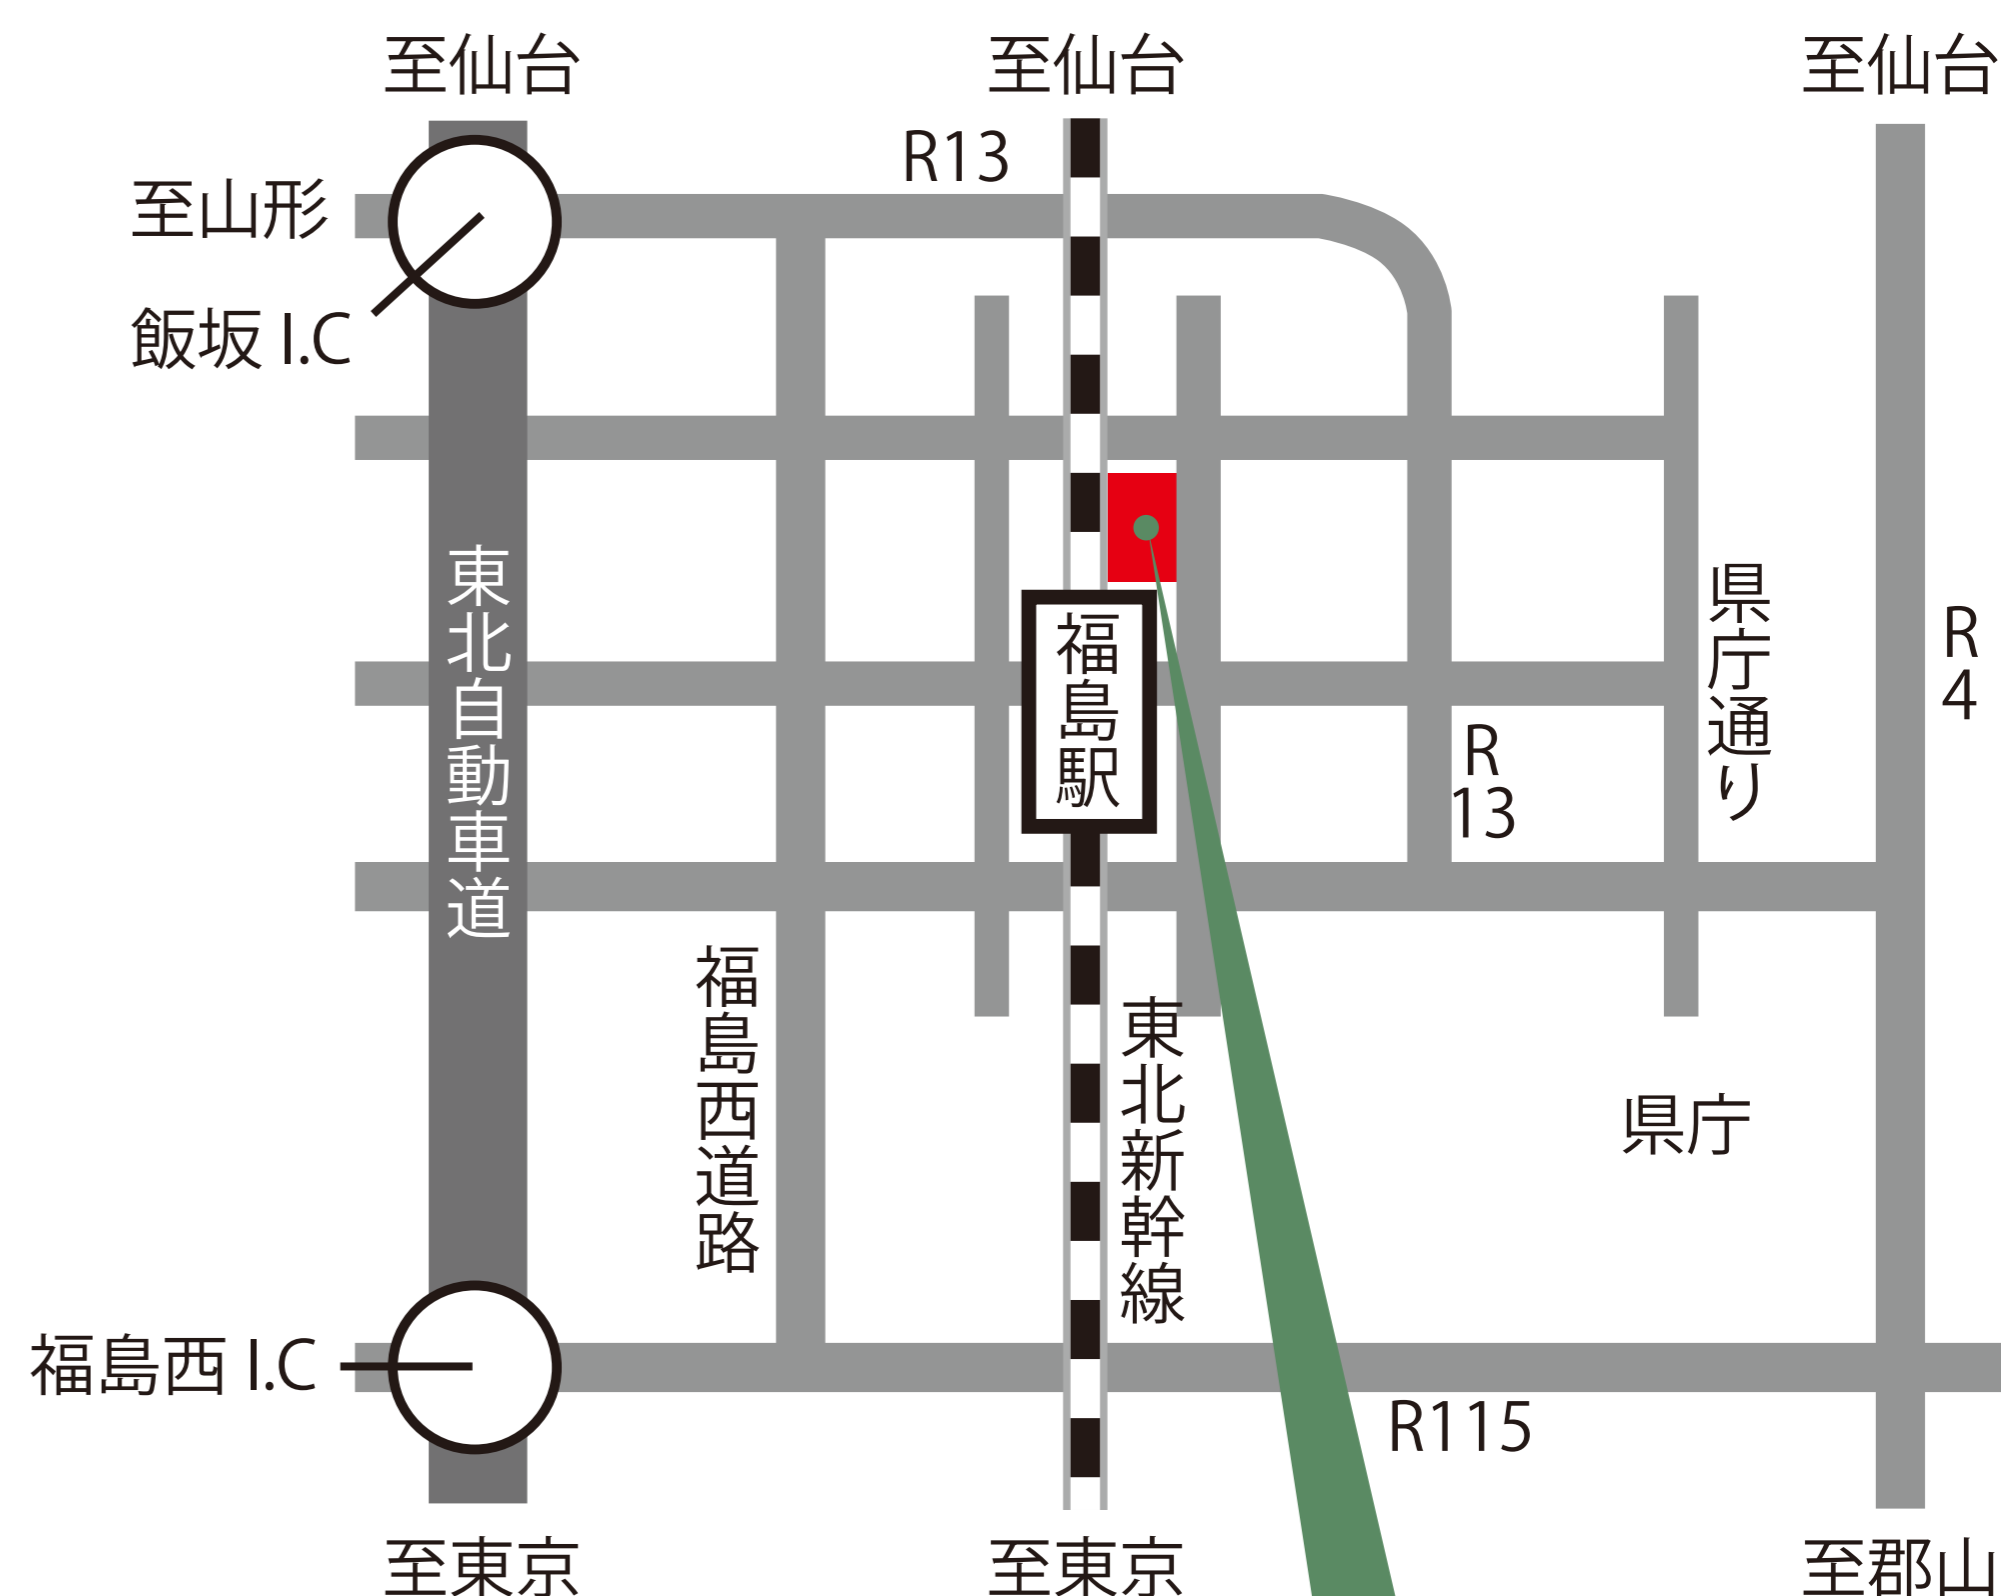 至仙台
至仙台
至仙台
R13
至山形
飯坂 I.C
東北自動車道
福島駅
県庁通り
R4
R13
福島西道路
東北新幹線
県庁
福島西 I.C
R115
至東京
至東京
至郡山